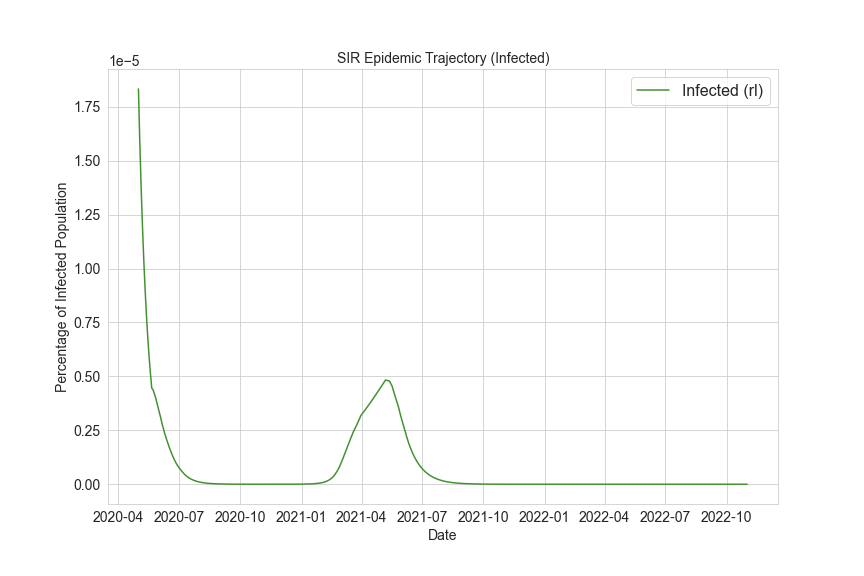 SIR Epidemic Trajectory (Infected)
1e−5
Infected (rI)
1.75
1.50
1.25
1.00
0.75
0.50
0.25
0.00
Percentage of Infected Population
2020-04 2020-07 2020-10 2021-01 2021-04 2021-07 2021-10 2022-01 2022-04 2022-07 2022-10
Date